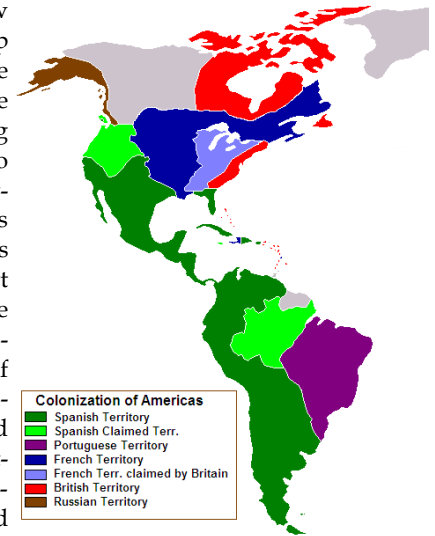 Colonization of Americas
Spanish Territory
Spanish Claimed Terr.
Portuguese Territory
French Territory
French Terr. claimed by Britain
British Territory
Russian Territory